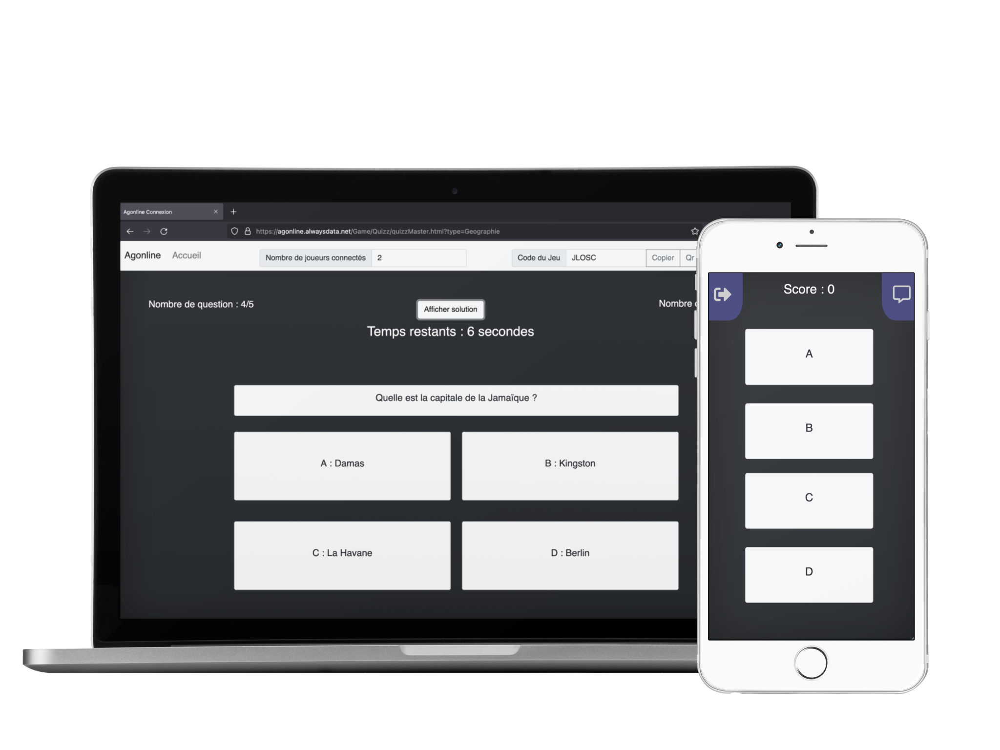 Agonline Connexion
https://agonline.alwaysdata.net/Game/Quizz/quizzMaster.html?type=Geographie
Agonline Accueil Nombre de joueurs connectés 2 Code du Jeu JLOSC Copier Qr
Nombre de question : 4/5
Afficher solution
Nombre
Temps restants : 6 secondes
Quelle est la capitale de la Jamaïque ?
A : Damas
B : Kingston
C : La Havane
D : Berlin
Score : 0
A
B
C
D